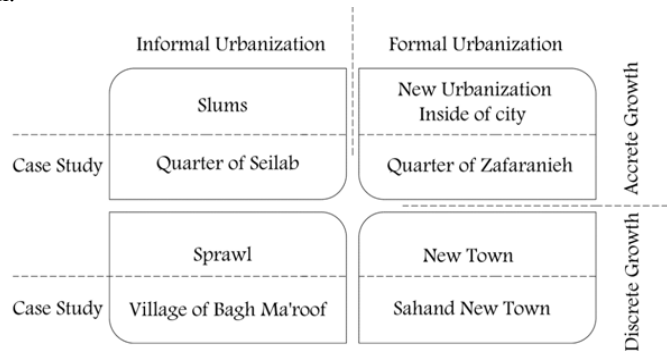 Informal Urbanization
Formal Urbanization
Slums
New Urbanization
Inside of city
Accrete Growth
Case Study
Quarter of Seilab
Quarter of Zafaranieh
Sprawl
New Town
Discrete Growth
Case Study
Village of Bagh Ma'roof
Sahand New Town